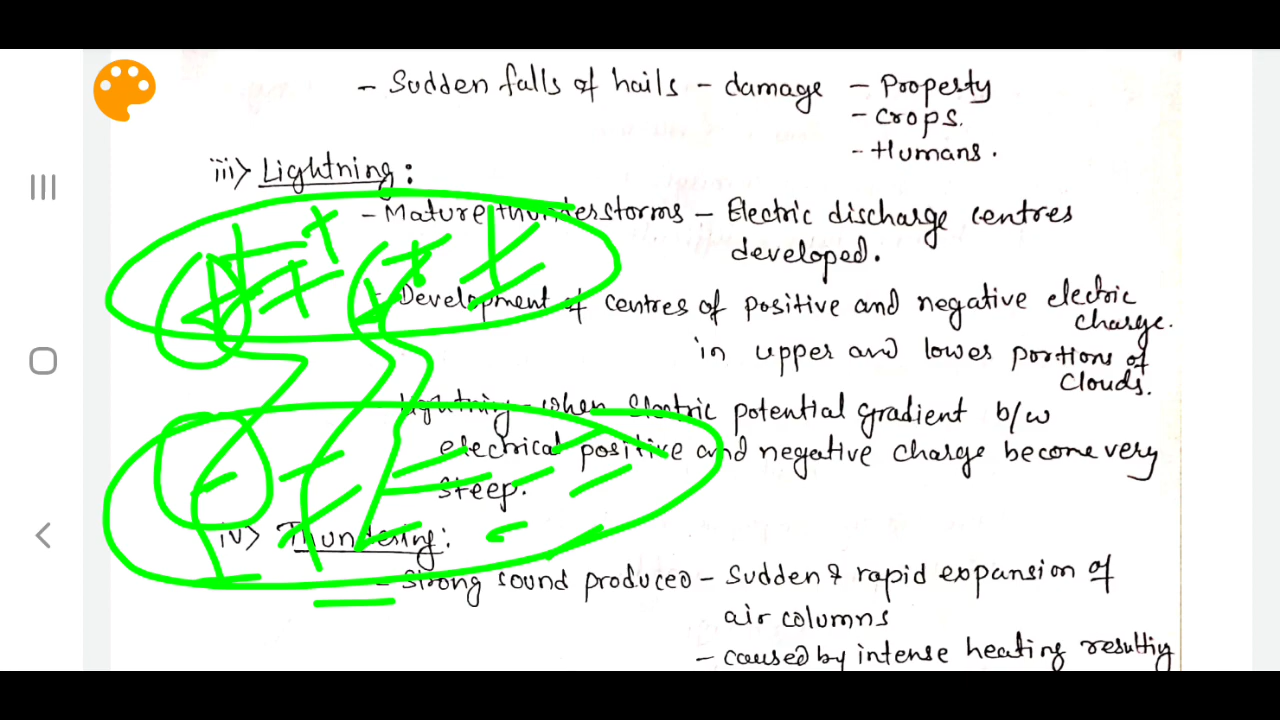 - Sudden falls of hails - damage - Property
- Crops.
- Humans.
iii> Lightning:
- Mature thunderstorms - Electric discharge centres
developed.
- Development of centres of positive and negative electric
charge.
in upper and lower portions of
clouds.
Lightning - when electric potential gradient b/w
electrical positive and negative charge become very
steep.
iv> Thundering:
- Strong sound produced - Sudden & rapid expansion of
air columns
- caused by intense heating resulting